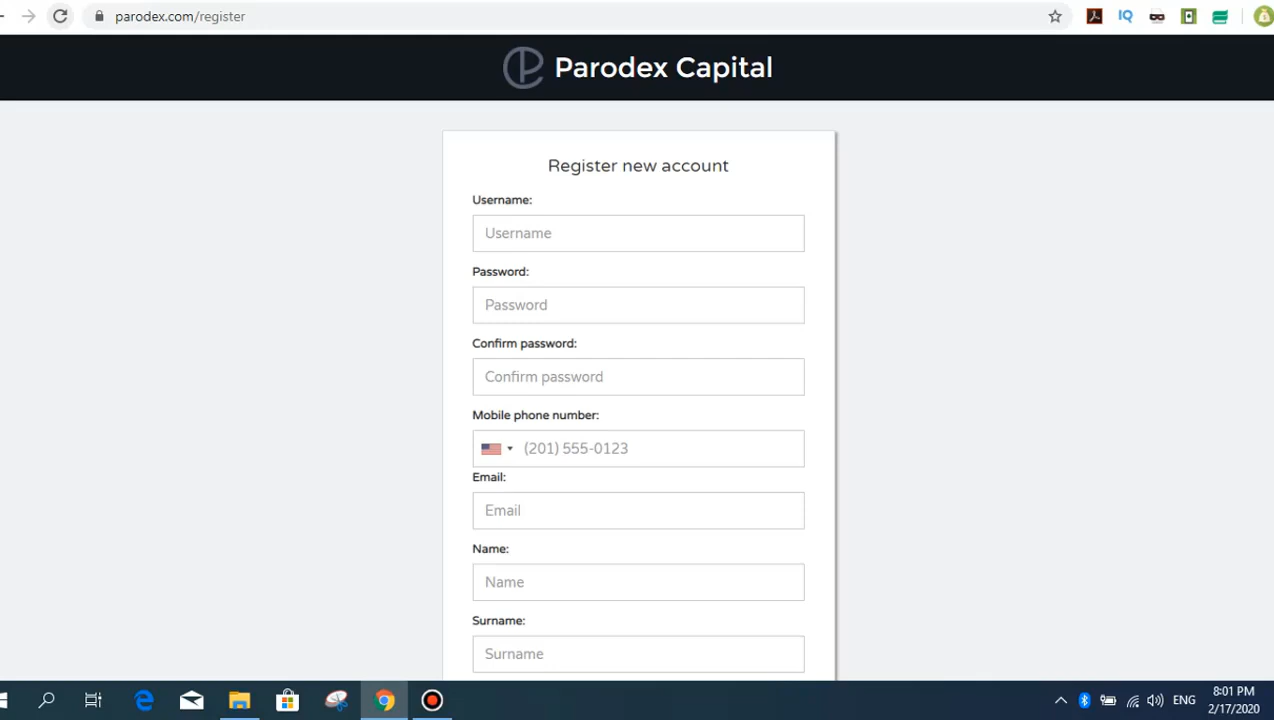 parodex.com/register
IQ
Parodex Capital
Register new account
Username:
Username
Password:
Password
Confirm password:
Confirm password
Mobile phone number:
(201) 555-0123
Email:
Email
Name:
Name
Surname:
Surname
ENG
8:01 PM
2/17/2020